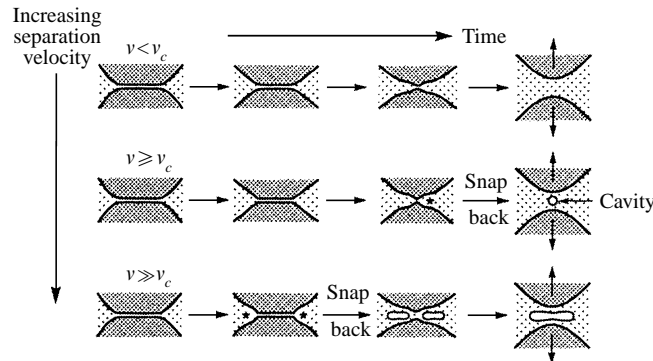 Increasing
separation
velocity
Time
v < v_c
v ⩾ v_c
Snap
back
Cavity
v ≫ v_c
Snap
back